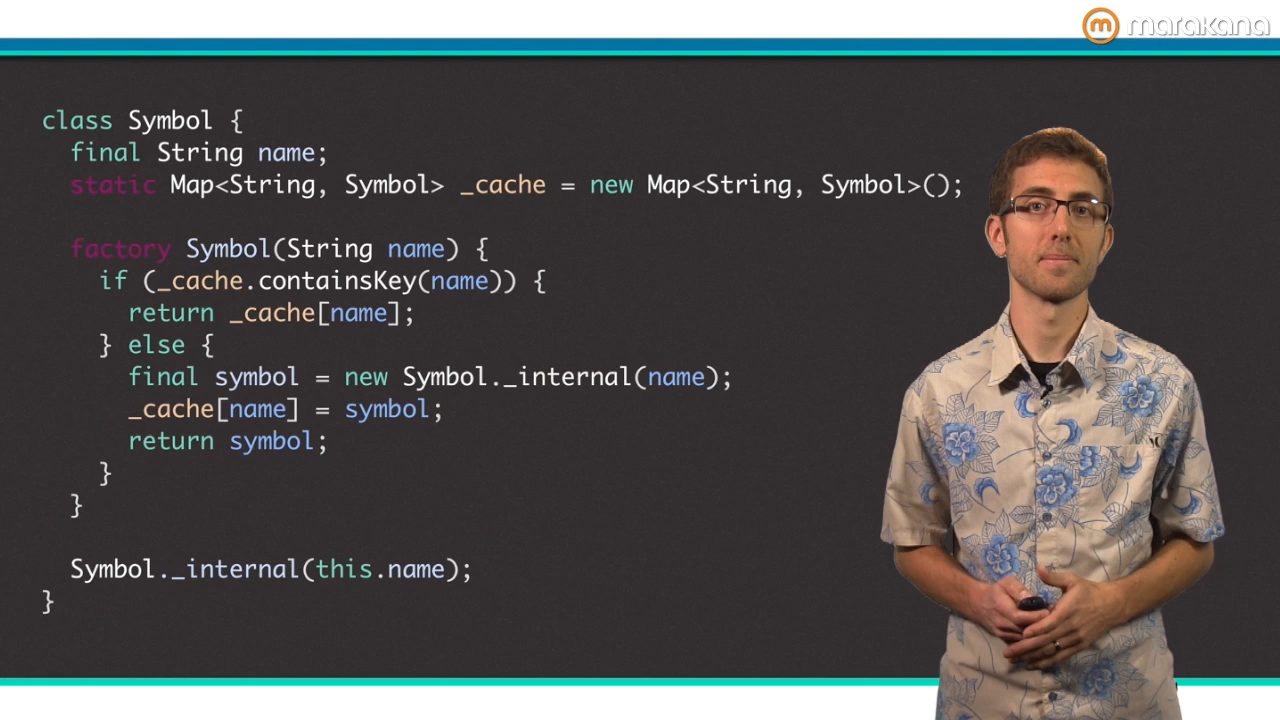 marakana
class Symbol {
  final String name;
  static Map<String, Symbol> _cache = new Map<String, Symbol>();
  factory Symbol(String name) {
    if (_cache.containsKey(name)) {
      return _cache[name];
    } else {
      final symbol = new Symbol._internal(name);
      _cache[name] = symbol;
      return symbol;
    }
  }
  Symbol._internal(this.name);
}